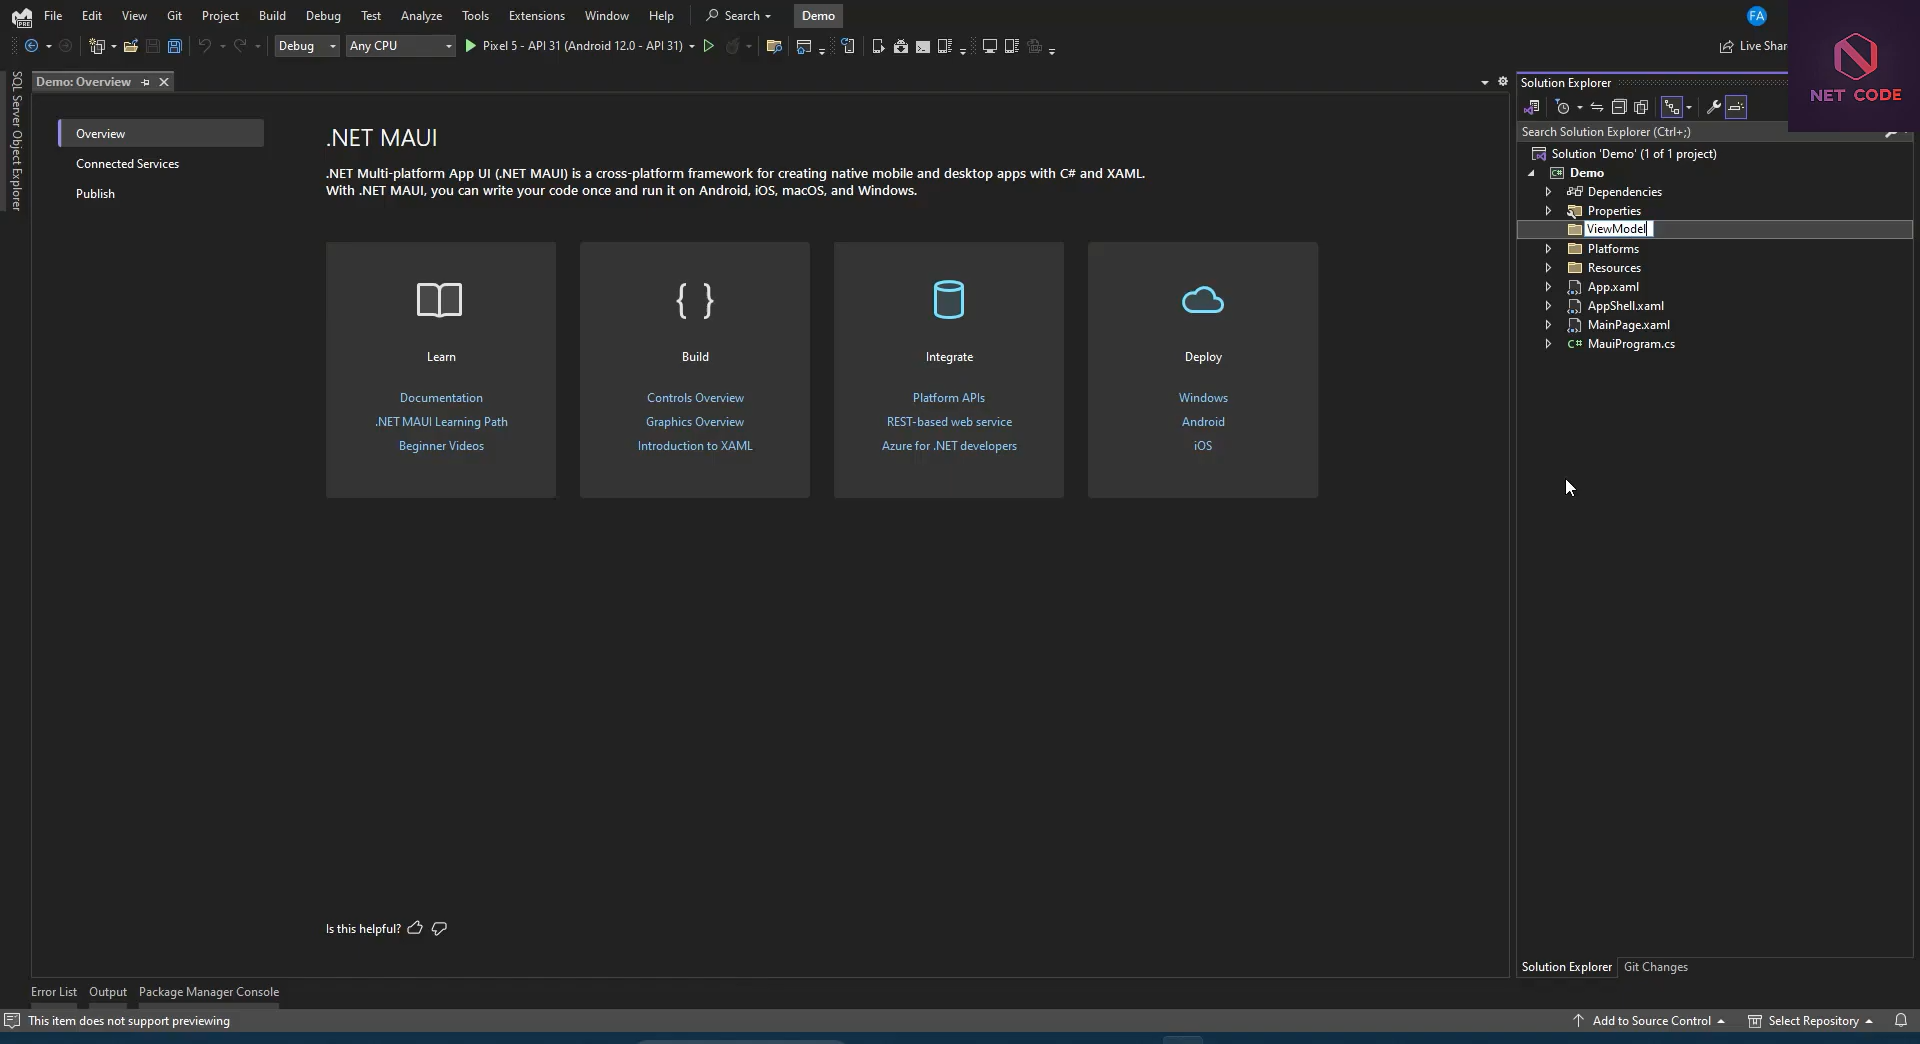 File Edit View Git Project Build Debug Test Analyze Tools Extensions Window Help Search Demo FA
Debug Any CPU Pixel 5 - API 31 (Android 12.0 - API 31) Live Shar
NET CODE
SQL Server Object Explorer
Demo: Overview
Overview
Connected Services
Publish
.NET MAUI
.NET Multi-platform App UI (.NET MAUI) is a cross-platform framework for creating native mobile and desktop apps with C# and XAML.
With .NET MAUI, you can write your code once and run it on Android, iOS, macOS, and Windows.
Learn
Documentation
.NET MAUI Learning Path
Beginner Videos
Build
Controls Overview
Graphics Overview
Introduction to XAML
Integrate
Platform APIs
REST-based web service
Azure for .NET developers
Deploy
Windows
Android
iOS
Is this helpful?
Solution Explorer
Search Solution Explorer (Ctrl+;)
Solution 'Demo' (1 of 1 project)
Demo
Dependencies
Properties
ViewModel
Platforms
Resources
App.xaml
AppShell.xaml
MainPage.xaml
C# MauiProgram.cs
Solution Explorer Git Changes
Error List Output Package Manager Console
This item does not support previewing Add to Source Control Select Repository